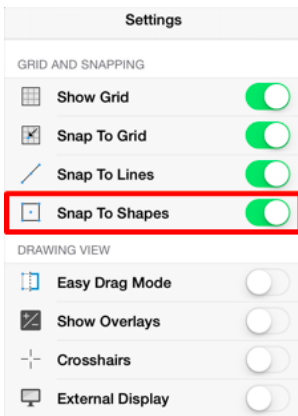 Settings
GRID AND SNAPPING
Show Grid
Snap To Grid
Snap To Lines
Snap To Shapes
DRAWING VIEW
Easy Drag Mode
Show Overlays
Crosshairs
External Display